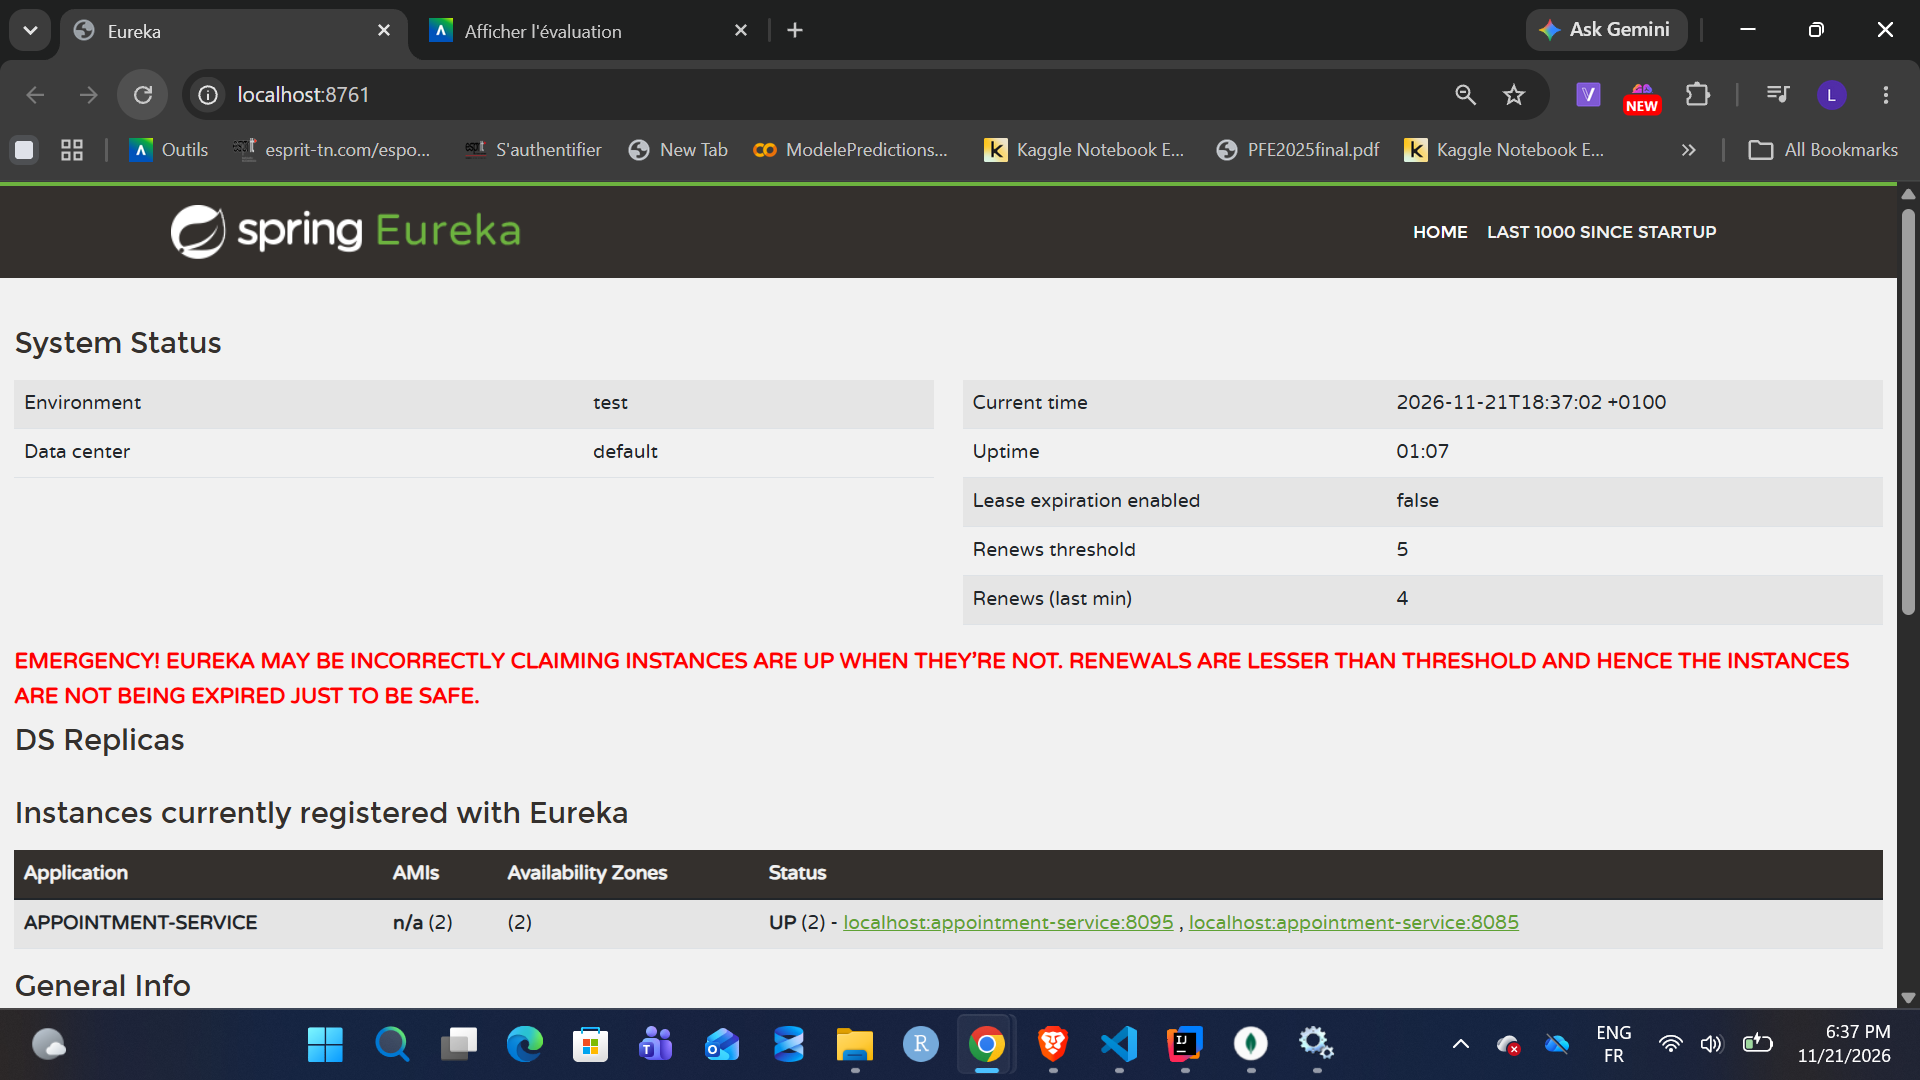 Eureka
Afficher l'évaluation
Ask Gemini
localhost:8761
NEW
L
Outils
esprit-tn.com/espo...
S'authentifier
New Tab
ModelePredictions...
Kaggle Notebook E...
PFE2025final.pdf
Kaggle Notebook E...
All Bookmarks
spring Eureka
HOME LAST 1000 SINCE STARTUP
System Status
Environment test
Data center default
Current time 2026-11-21T18:37:02 +0100
Uptime 01:07
Lease expiration enabled false
Renews threshold 5
Renews (last min) 4
EMERGENCY! EUREKA MAY BE INCORRECTLY CLAIMING INSTANCES ARE UP WHEN THEY'RE NOT. RENEWALS ARE LESSER THAN THRESHOLD AND HENCE THE INSTANCES
ARE NOT BEING EXPIRED JUST TO BE SAFE.
DS Replicas
Instances currently registered with Eureka
Application AMIs Availability Zones Status
APPOINTMENT-SERVICE n/a (2) (2) UP (2) - localhost:appointment-service:8095 , localhost:appointment-service:8085
General Info
ENG
FR
6:37 PM
11/21/2026